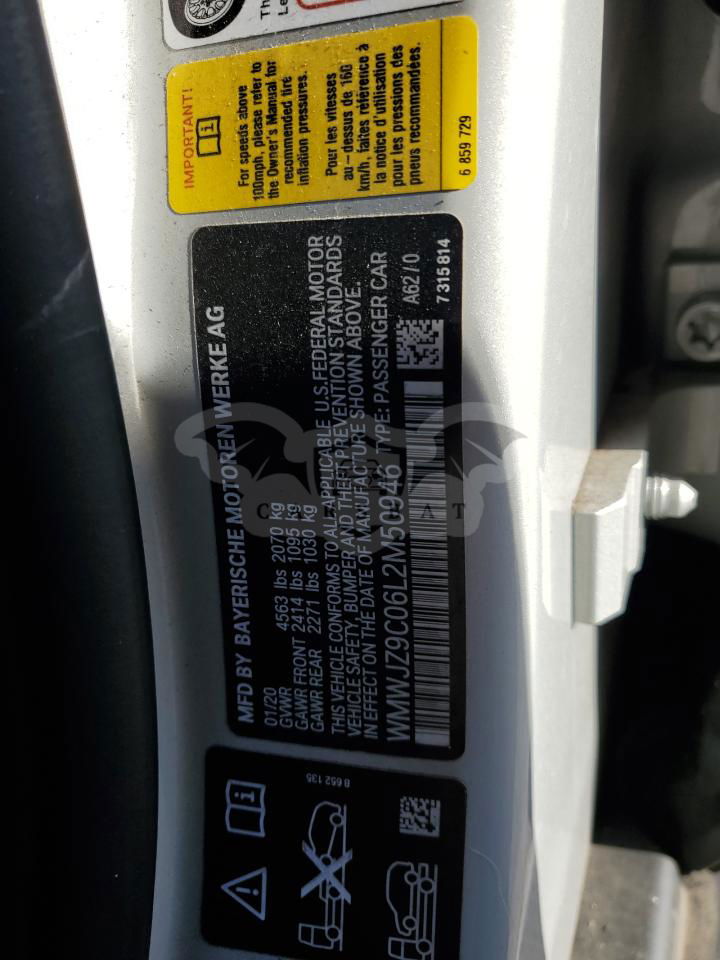 Th
Le
IMPORTANT!
For speeds above
100mph, please refer to
the Owner's Manual for
recommended tire
inflation pressures.
Pour les vitesses
au-dessus de 160
km/h, faites référence à
la notice d'utilisation
pour les pressions des
pneus recommandées.
6 859 729
MFD BY BAYERISCHE MOTOREN WERKE AG
01/20
GVWR 4563 lbs 2070 kg
GAWR FRONT 2414 lbs 1095 kg
GAWR REAR 2271 lbs 1030 kg
THIS VEHICLE CONFORMS TO ALL APPLICABLE U.S. FEDERAL MOTOR
VEHICLE SAFETY, BUMPER AND THEFT PREVENTION STANDARDS
IN EFFECT ON THE DATE OF MANUFACTURE SHOWN ABOVE.
WMWJZ9C06L2M50946 TYPE: PASSENGER CAR
A62/0
7 315 814
8 652 135